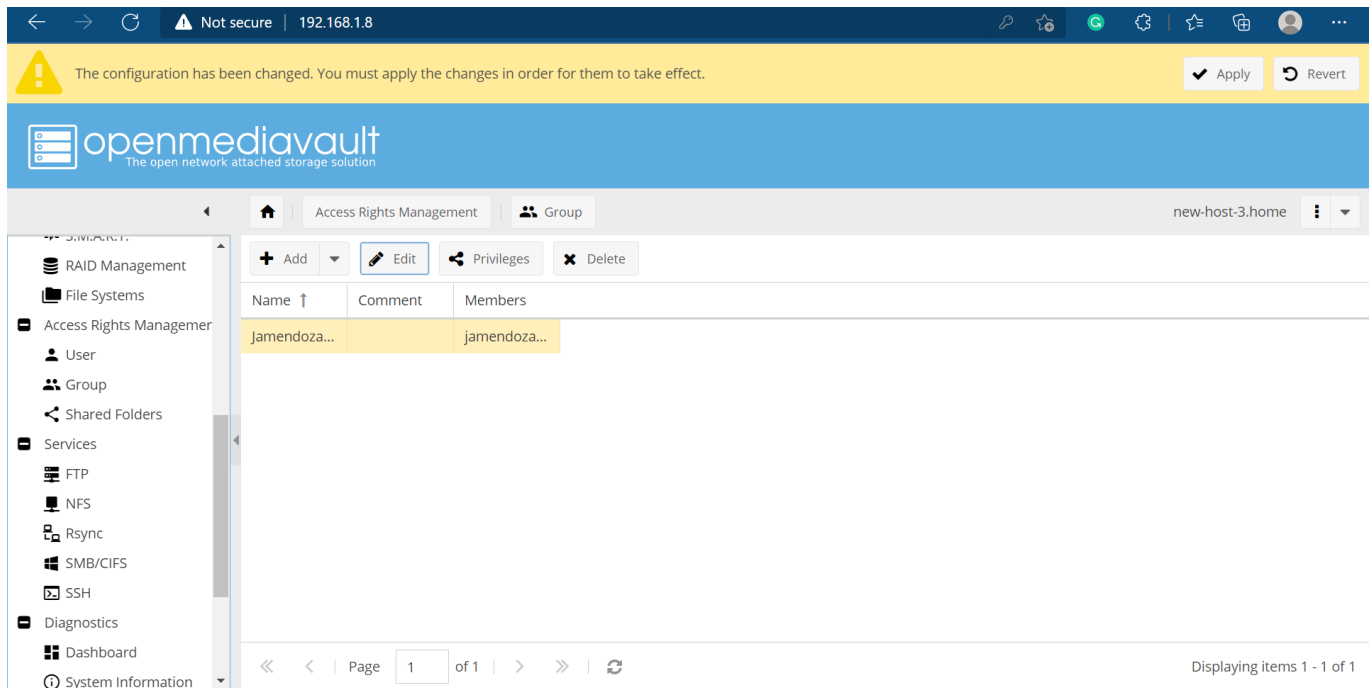 Not secure 192.168.1.8
The configuration has been changed. You must apply the changes in order for them to take effect.
Apply
Revert
openmediavault
The open network attached storage solution
Access Rights Management
Group
new-host-3.home
S.M.A.R.T.
RAID Management
File Systems
Access Rights Managemer
User
Group
Shared Folders
Services
FTP
NFS
Rsync
SMB/CIFS
SSH
Diagnostics
Dashboard
System Information
Add
Edit
Privileges
Delete
Name Comment Members
Jamendoza... jamendoza...
Page 1 of 1
Displaying items 1 - 1 of 1